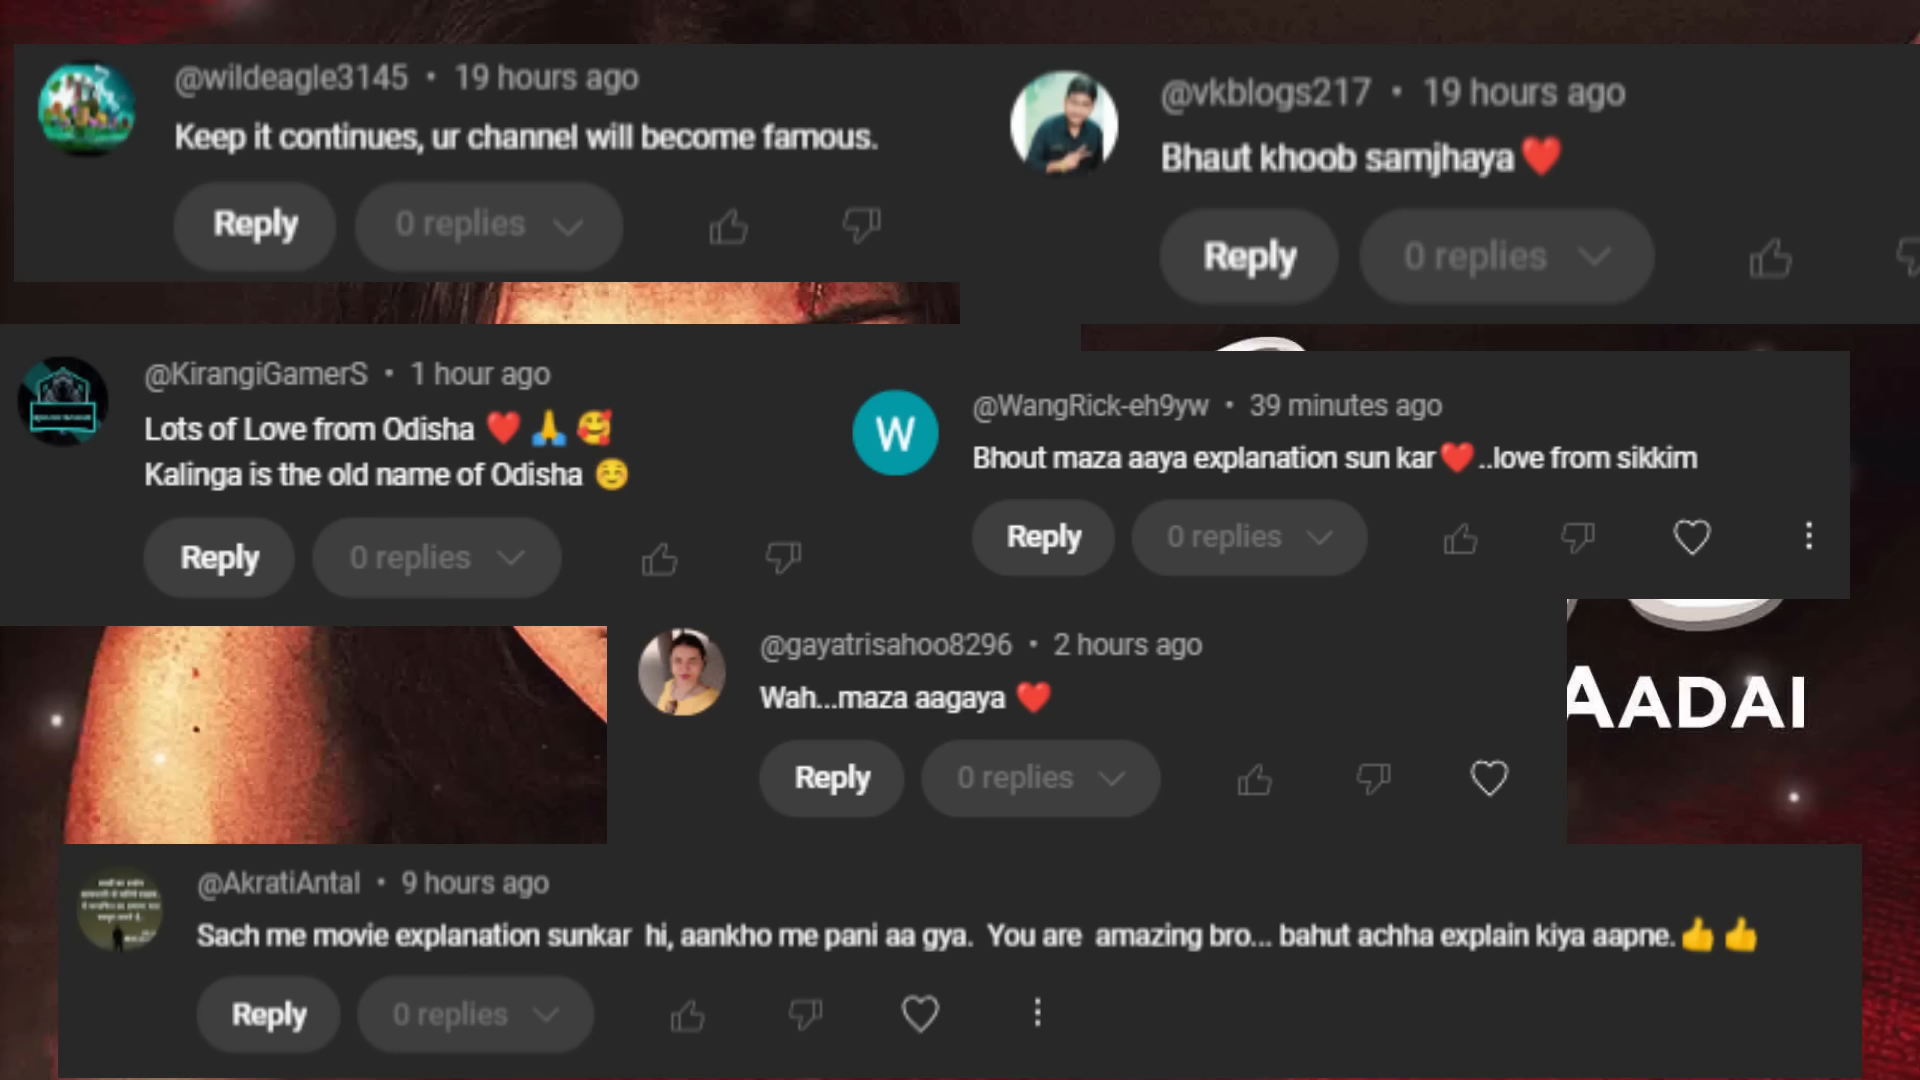 @wildeagle3145 • 19 hours ago
Keep it continues, ur channel will become famous.
Reply 0 replies
@vkblogs217 • 19 hours ago
Bhaut khoob samjhaya ❤️
Reply 0 replies
@KirangiGamerS • 1 hour ago
Lots of Love from Odisha ❤️ 🙏 🥰
Kalinga is the old name of Odisha ☺️
Reply 0 replies
@WangRick-eh9yw • 39 minutes ago
Bhout maza aaya explanation sun kar❤️..love from sikkim
Reply 0 replies
@gayatrisahoo8296 • 2 hours ago
Wah...maza aagaya ❤️
Reply 0 replies
AADAI
@AkratiAntal • 9 hours ago
Sach me movie explanation sunkar hi, aankho me pani aa gya. You are amazing bro... bahut achha explain kiya aapne.👍 👍
Reply 0 replies